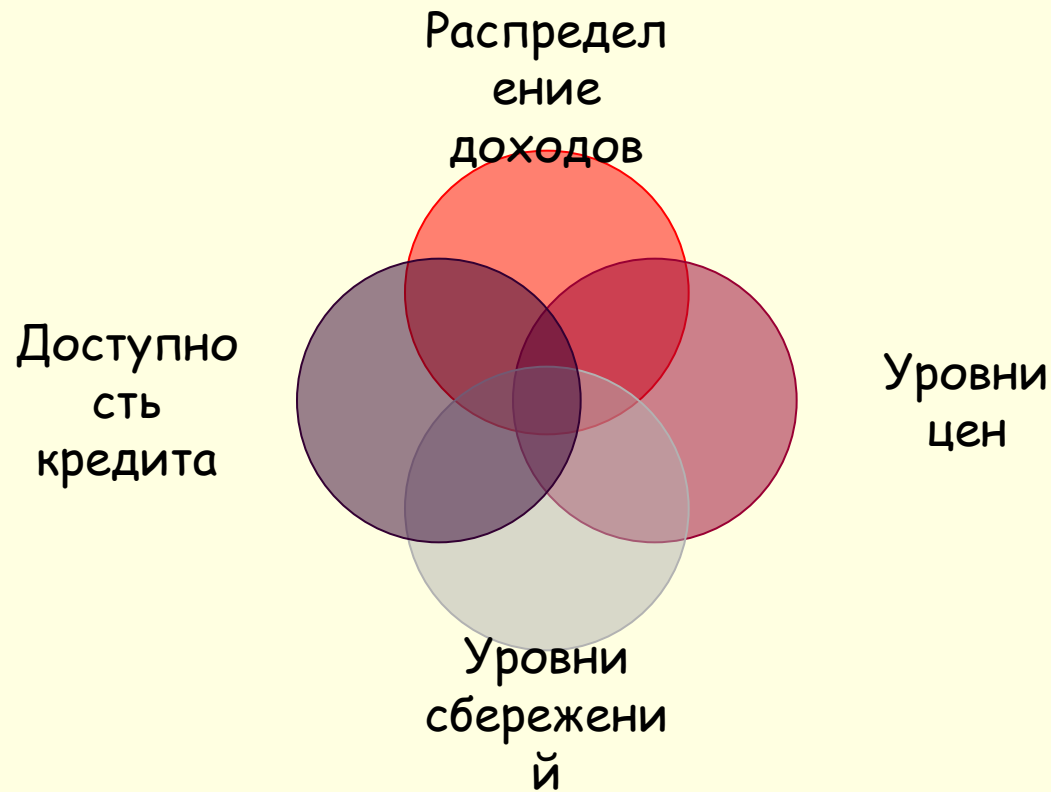 Распредел
ение
доходов
Доступно
сть
кредита
Уровни
цен
Уровни
сбережени
й